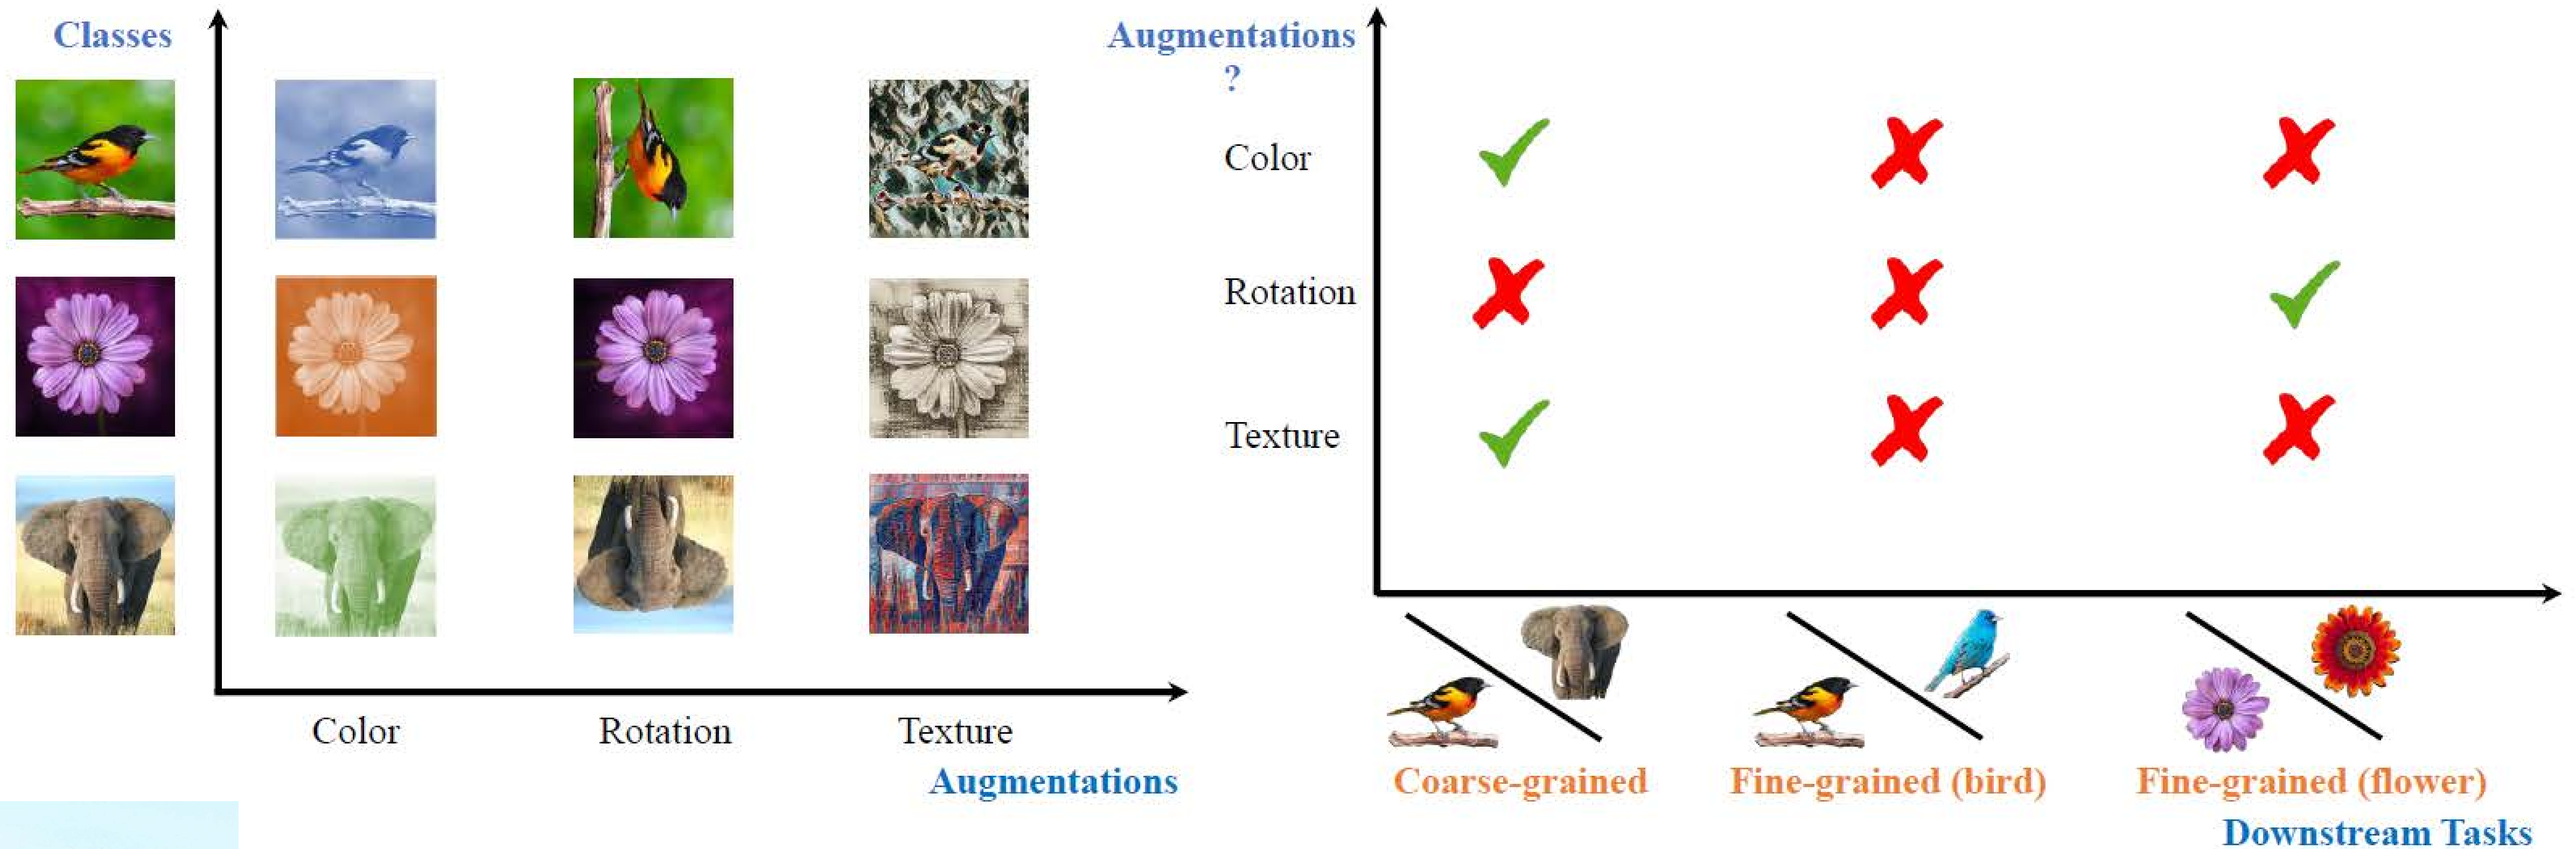 Classes
Color
Rotation
Texture
Augmentations
Augmentations
?
Color
Rotation
Texture
Coarse-grained
Fine-grained (bird)
Fine-grained (flower)
Downstream Tasks